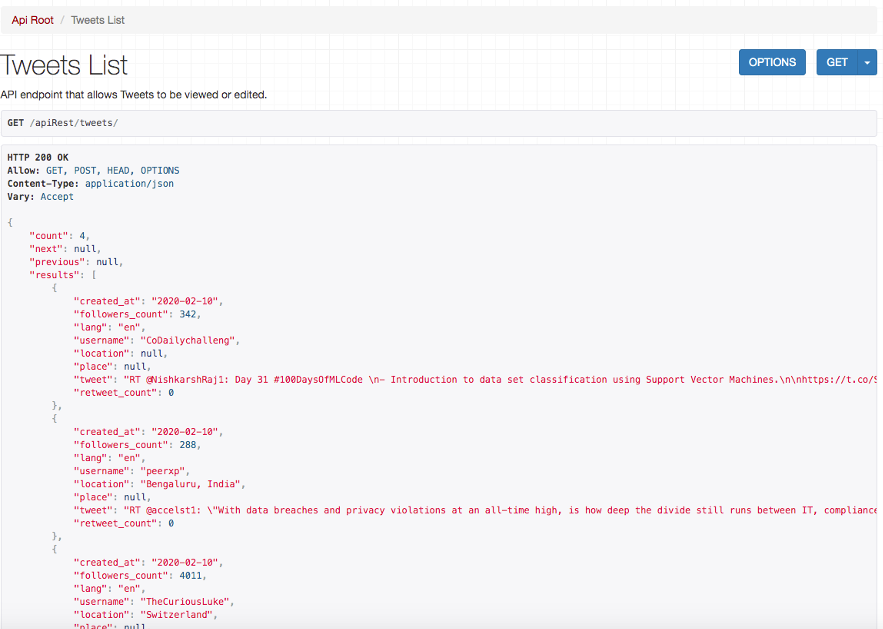 Api Root / Tweets List
Tweets List
OPTIONS
GET
API endpoint that allows Tweets to be viewed or edited.
GET /apiRest/tweets/
HTTP 200 OK
Allow: GET, POST, HEAD, OPTIONS
Content-Type: application/json
Vary: Accept
{
"count": 4,
"next": null,
"previous": null,
"results": [
{
"created_at": "2020-02-10",
"followers_count": 342,
"lang": "en",
"username": "CoDailychalleng",
"location": null,
"place": null,
"tweet": "RT @NishkarshRaj1: Day 31 #100DaysOfMLCode \n- Introduction to data set classification using Support Vector Machines.\n\nhttps://t.co/S
"retweet_count": 0
},
{
"created_at": "2020-02-10",
"followers_count": 288,
"lang": "en",
"username": "peerxp",
"location": "Bengaluru, India",
"place": null,
"tweet": "RT @accelst1: \"With data breaches and privacy violations at an all-time high, is how deep the divide still runs between IT, compliance
"retweet_count": 0
},
{
"created_at": "2020-02-10",
"followers_count": 4011,
"lang": "en",
"username": "TheCuriousLuke",
"location": "Switzerland",
"place": null